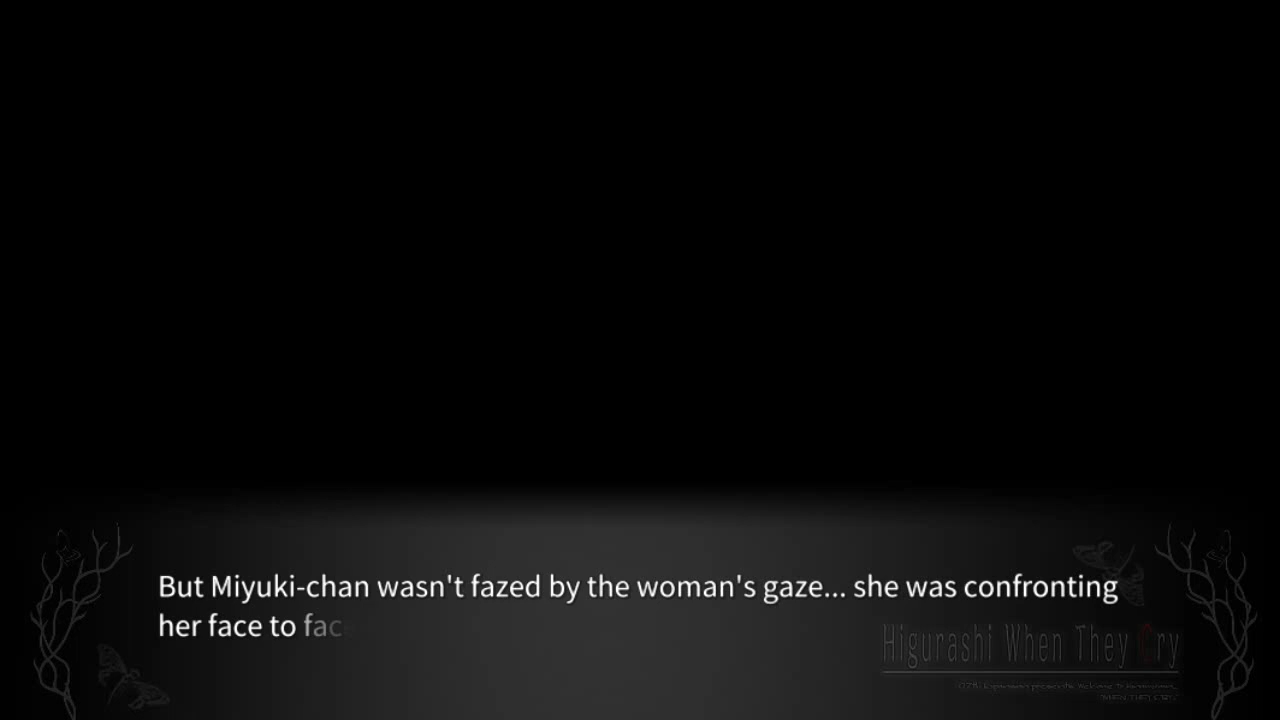 But Miyuki-chan wasn't fazed by the woman's gaze... she was confronting
her face to fac
Higurashi When They Cry